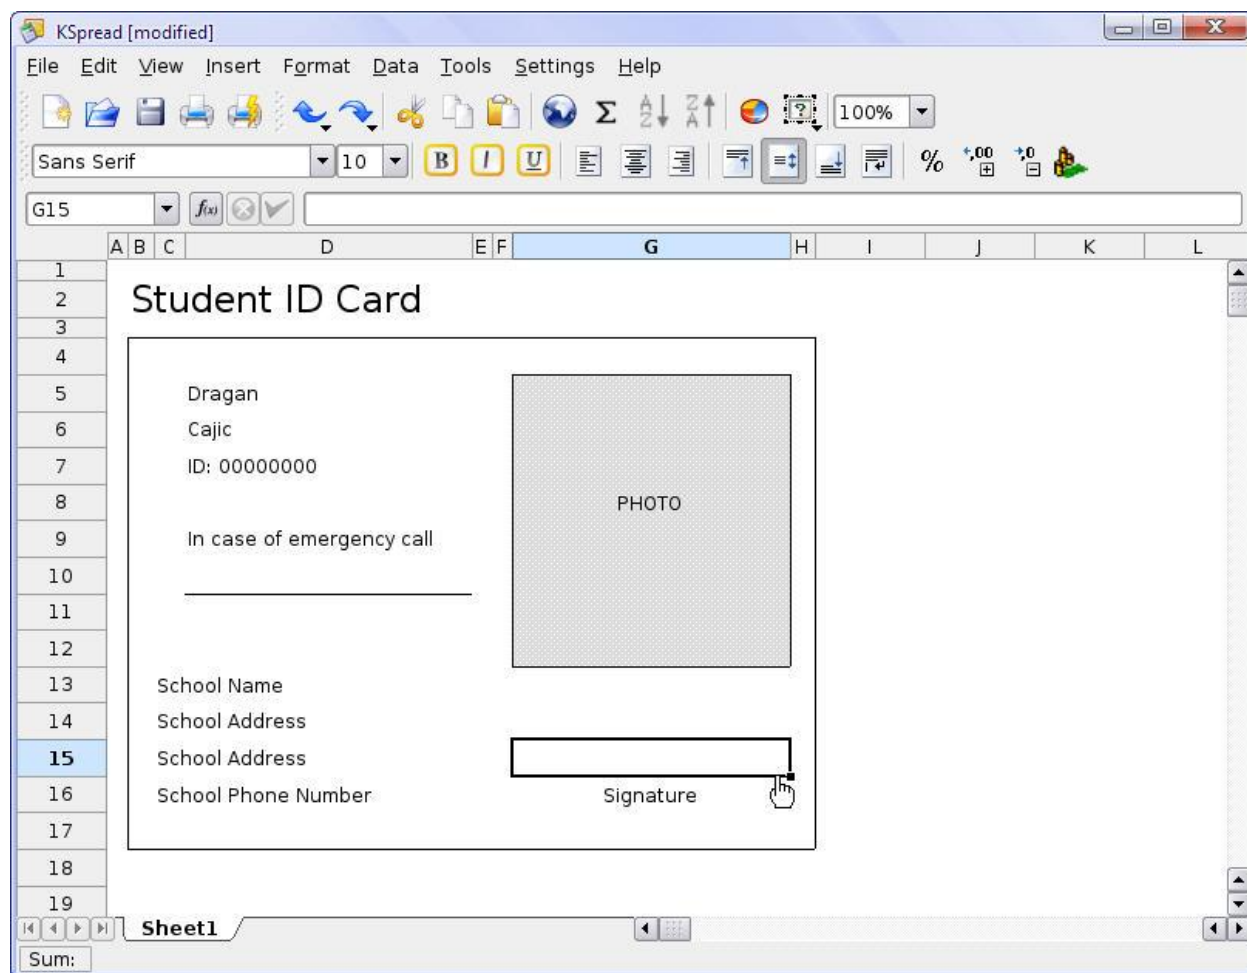 KSpread [modified]
File Edit View Insert Format Data Tools Settings Help
Σ A Z Z A ? 100%
Sans Serif 10 B I U % ,00 ,0
G15 f(x)
A B C D E F G H I J K L
1
2 Student ID Card
3
4
5 Dragan
6 Cajic
7 ID: 00000000
8 PHOTO
9 In case of emergency call
10
11
12
13 School Name
14 School Address
15 School Address
16 School Phone Number Signature
17
18
19
Sheet1
Sum: